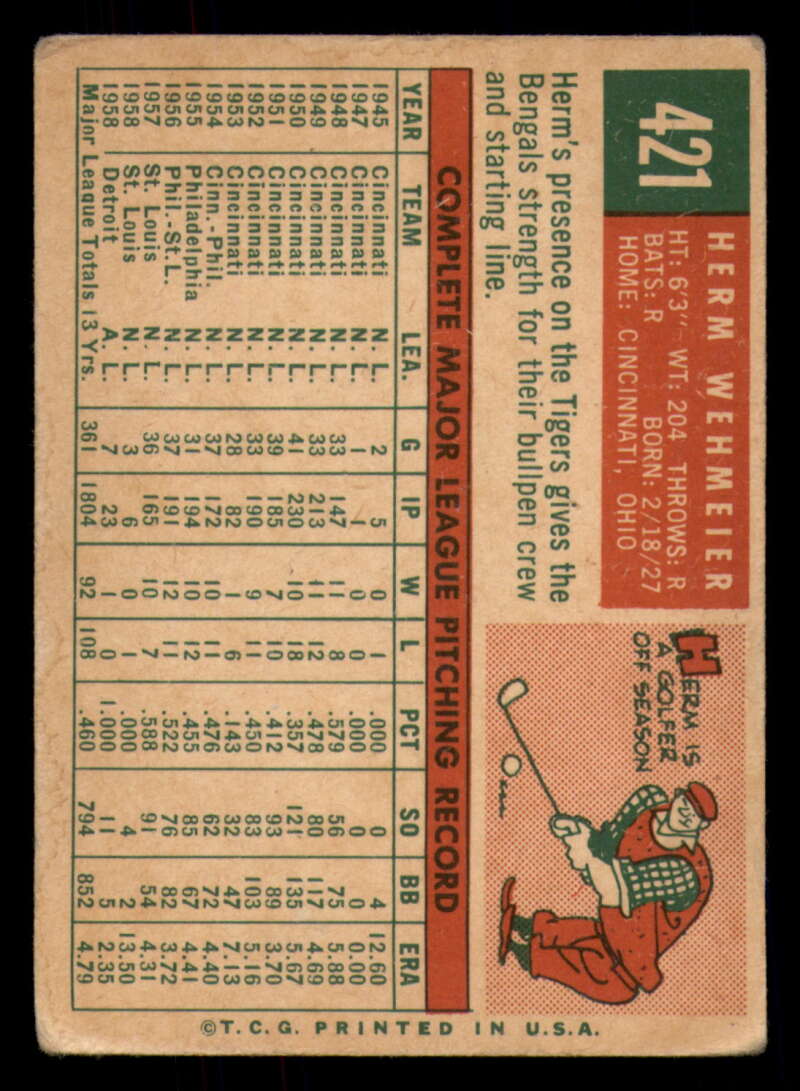 421
HERM WEHMEIER
HT: 6'3" WT: 204 THROWS: R
BATS: R BORN: 2/18/27
HOME: CINCINNATI, OHIO
HERM IS
A GOLFER
OFF SEASON
Herm's presence on the Tigers gives the
Bengals strength for their bullpen crew
and starting line.
COMPLETE MAJOR LEAGUE PITCHING RECORD
YEAR TEAM LEA. G IP W L PCT SO BB ERA
1945 Cincinnati N. L. 2 5 0 1 .000 0 4 12.60
1947 Cincinnati N. L. 1 1 0 0 .000 0 0 0.00
1948 Cincinnati N. L. 33 147 11 8 .579 56 75 5.88
1949 Cincinnati N. L. 33 213 11 12 .478 80 117 4.69
1950 Cincinnati N. L. 41 230 10 18 .357 121 135 5.67
1951 Cincinnati N. L. 39 185 7 10 .412 93 89 3.70
1952 Cincinnati N. L. 33 190 9 11 .450 83 103 5.16
1953 Cincinnati N. L. 28 82 1 6 .143 32 47 7.13
1954 Cinn.-Phil. N. L. 37 172 10 11 .476 62 72 4.40
1955 Philadelphia N. L. 31 194 10 12 .455 85 67 4.41
1956 Phil.-St.L. N. L. 37 191 12 11 .522 76 82 3.72
1957 St. Louis N. L. 36 165 10 7 .588 91 54 4.31
1958 St. Louis N. L. 3 6 0 1 .000 4 2 13.50
1958 Detroit A. L. 7 23 1 0 1.000 11 5 2.35
Major League Totals 13 Yrs. 361 1804 92 108 .460 794 852 4.79
©T.C.G. PRINTED IN U.S.A.